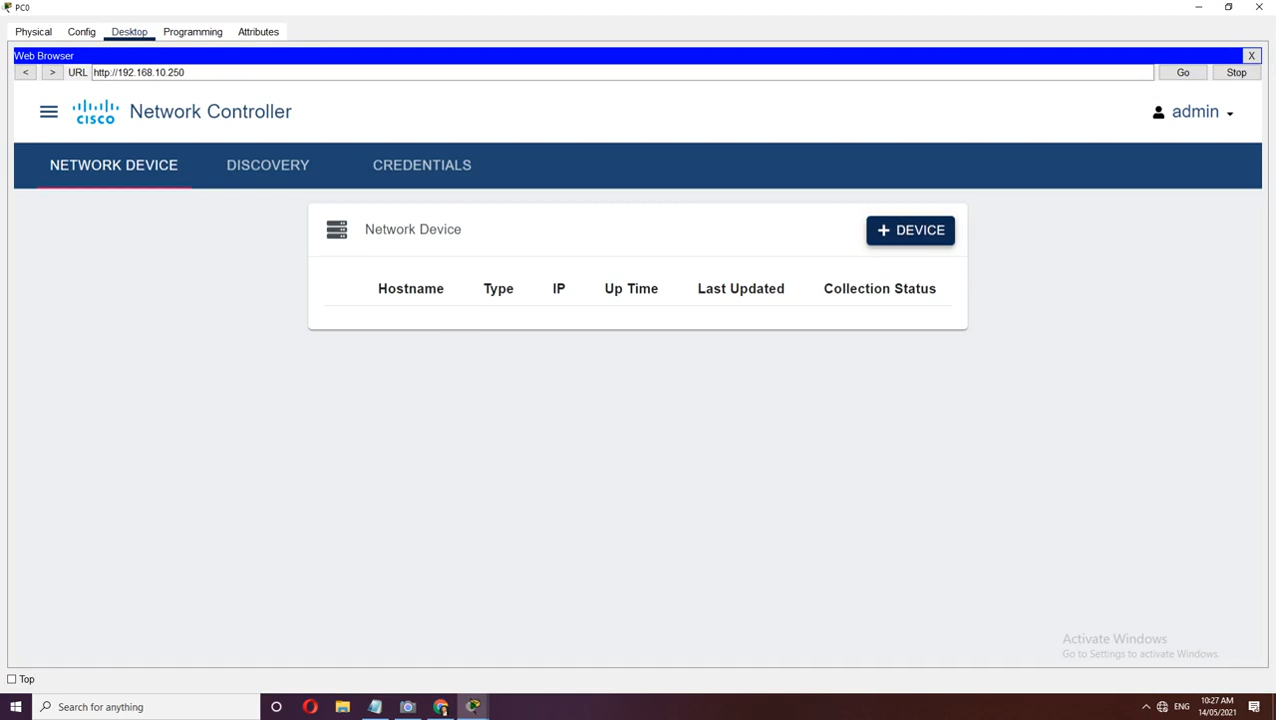 PC0
Physical Config Desktop Programming Attributes
Web Browser X
< > URL http://192.168.10.250 Go Stop
CISCO Network Controller admin
NETWORK DEVICE DISCOVERY CREDENTIALS
Network Device + DEVICE
Hostname Type IP Up Time Last Updated Collection Status
Activate Windows
Go to Settings to activate Windows.
Top
Search for anything ENG 10:27 AM
14/05/2021